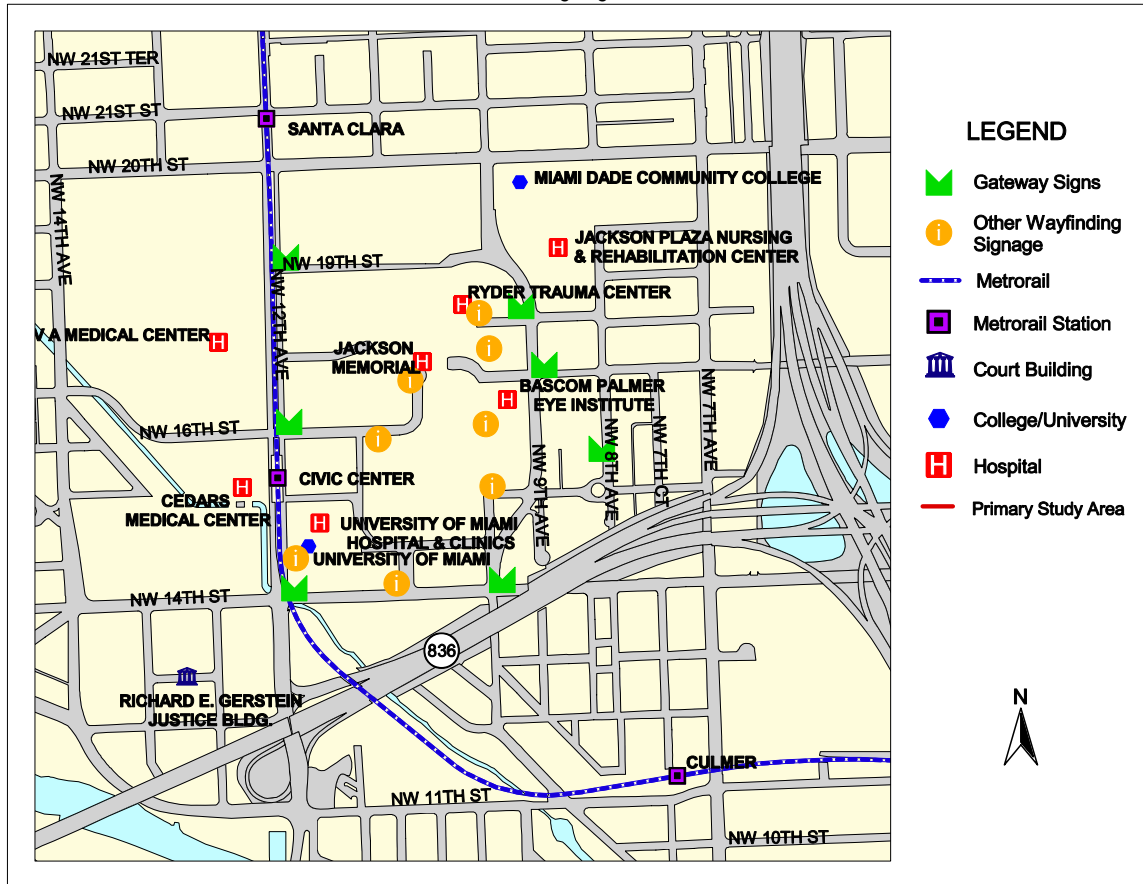 NW 21ST TER
NW 21ST ST
SANTA CLARA
NW 20TH ST
MIAMI DADE COMMUNITY COLLEGE
NW 14TH AVE
JACKSON PLAZA NURSING
& REHABILITATION CENTER
NW 19TH ST
NW 12TH AVE
RYDER TRAUMA CENTER
V A MEDICAL CENTER
JACKSON
MEMORIAL
BASCOM PALMER
EYE INSTITUTE
NW 16TH ST
NW 9TH AVE
NW 8TH AVE
NW 7TH CT
NW 7TH AVE
CIVIC CENTER
CEDARS
MEDICAL CENTER
UNIVERSITY OF MIAMI
HOSPITAL & CLINICS
UNIVERSITY OF MIAMI
NW 14TH ST
836
RICHARD E. GERSTEIN
JUSTICE BLDG.
CULMER
NW 11TH ST
NW 10TH ST
LEGEND
Gateway Signs
i Other Wayfinding
Signage
Metrorail
Metrorail Station
Court Building
College/University
H Hospital
Primary Study Area
N